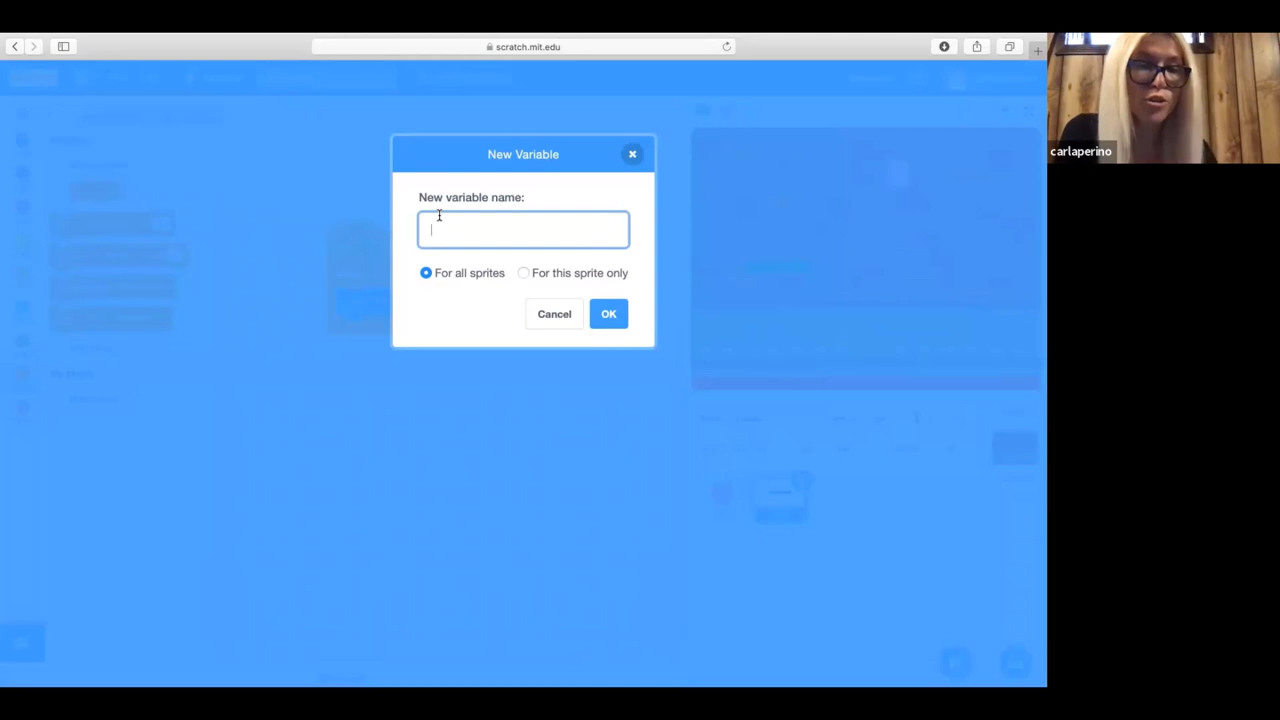 scratch.mit.edu
New Variable
New variable name:
For all sprites
For this sprite only
Cancel
OK
carlaperino